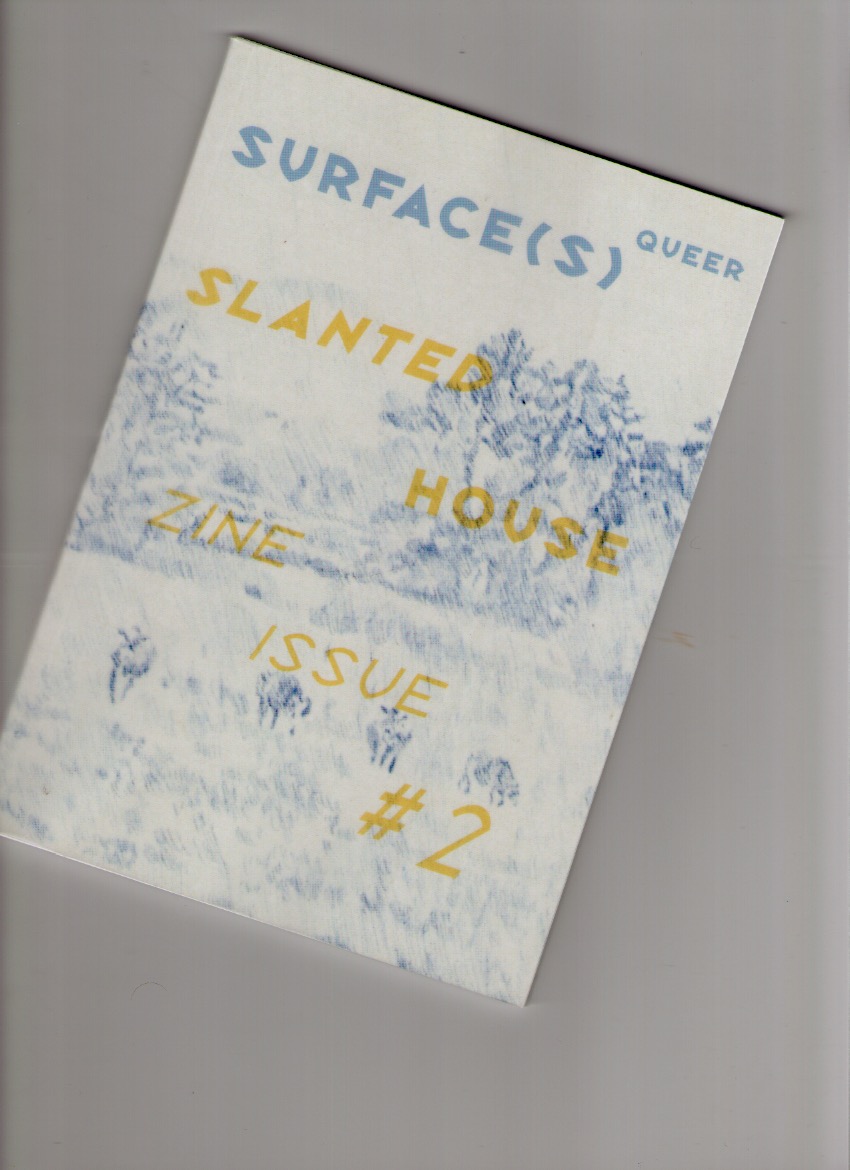 SURFACE(S) QUEER
SLANTED
HOUSE
ZINE
ISSUE
#2